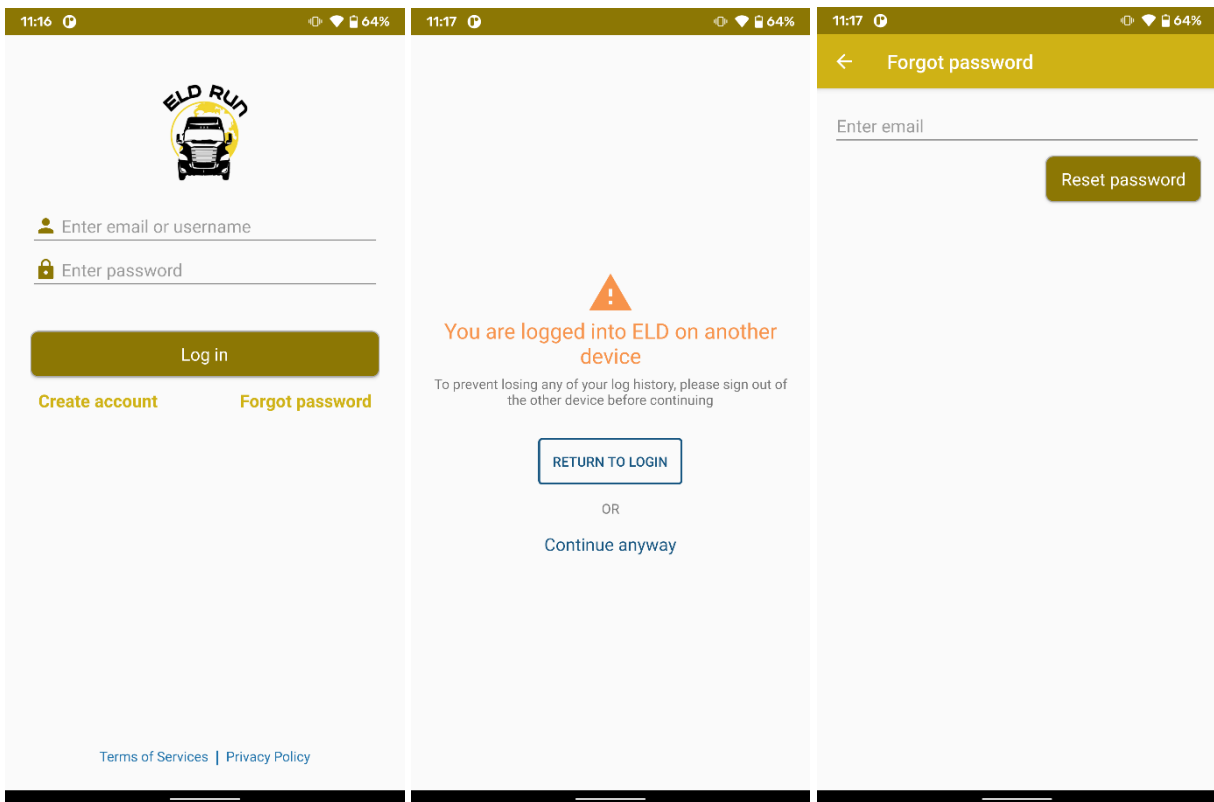 11:16
64%
ELD RUN
Enter email or username
Enter password
Log in
Create account
Forgot password
Terms of Services | Privacy Policy
11:17
64%
You are logged into ELD on another
device
To prevent losing any of your log history, please sign out of
the other device before continuing
RETURN TO LOGIN
OR
Continue anyway
11:17
64%
Forgot password
Enter email
Reset password